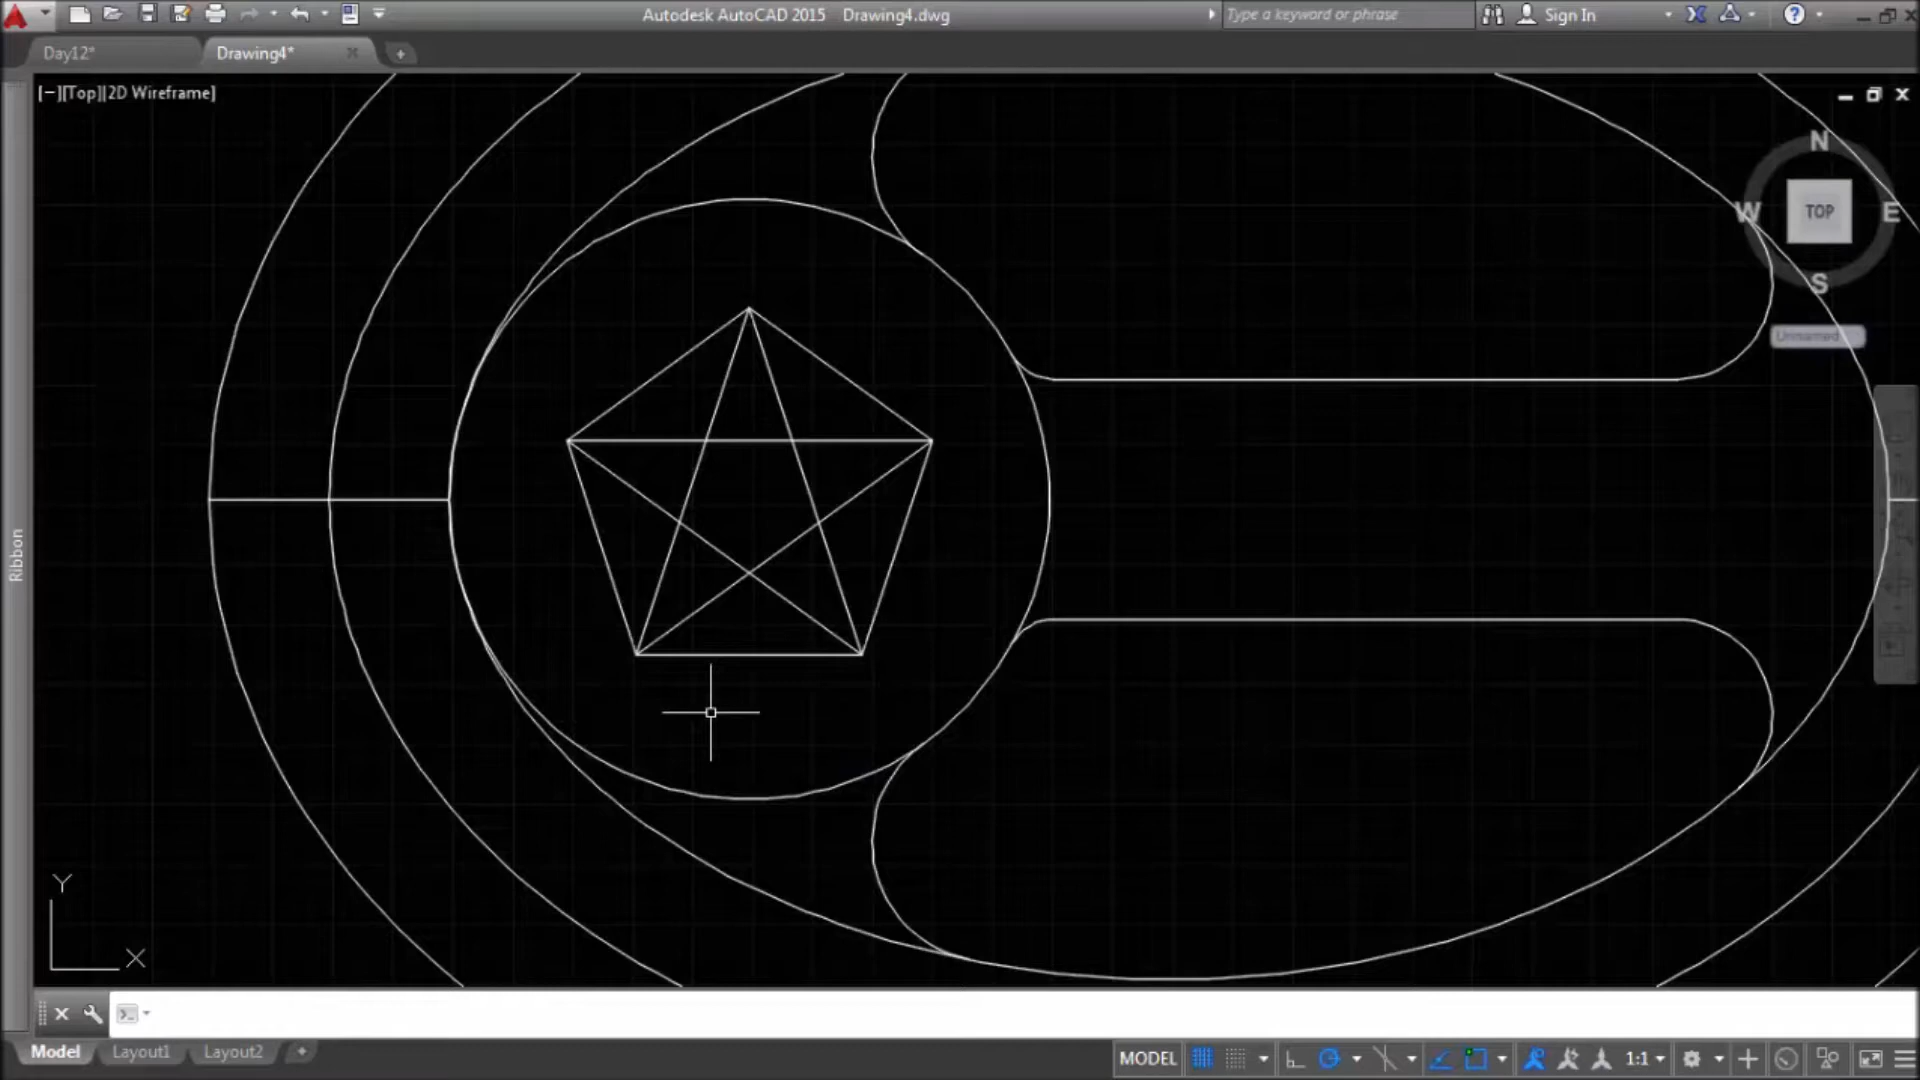 Autodesk AutoCAD 2015 Drawing4.dwg
Type a keyword or phrase
Sign In
Day12*
Drawing4*
[−][Top][2D Wireframe]
N
W
TOP
E
S
Unnamed
Ribbon
Y
X
Model
Layout1
Layout2
MODEL
1:1